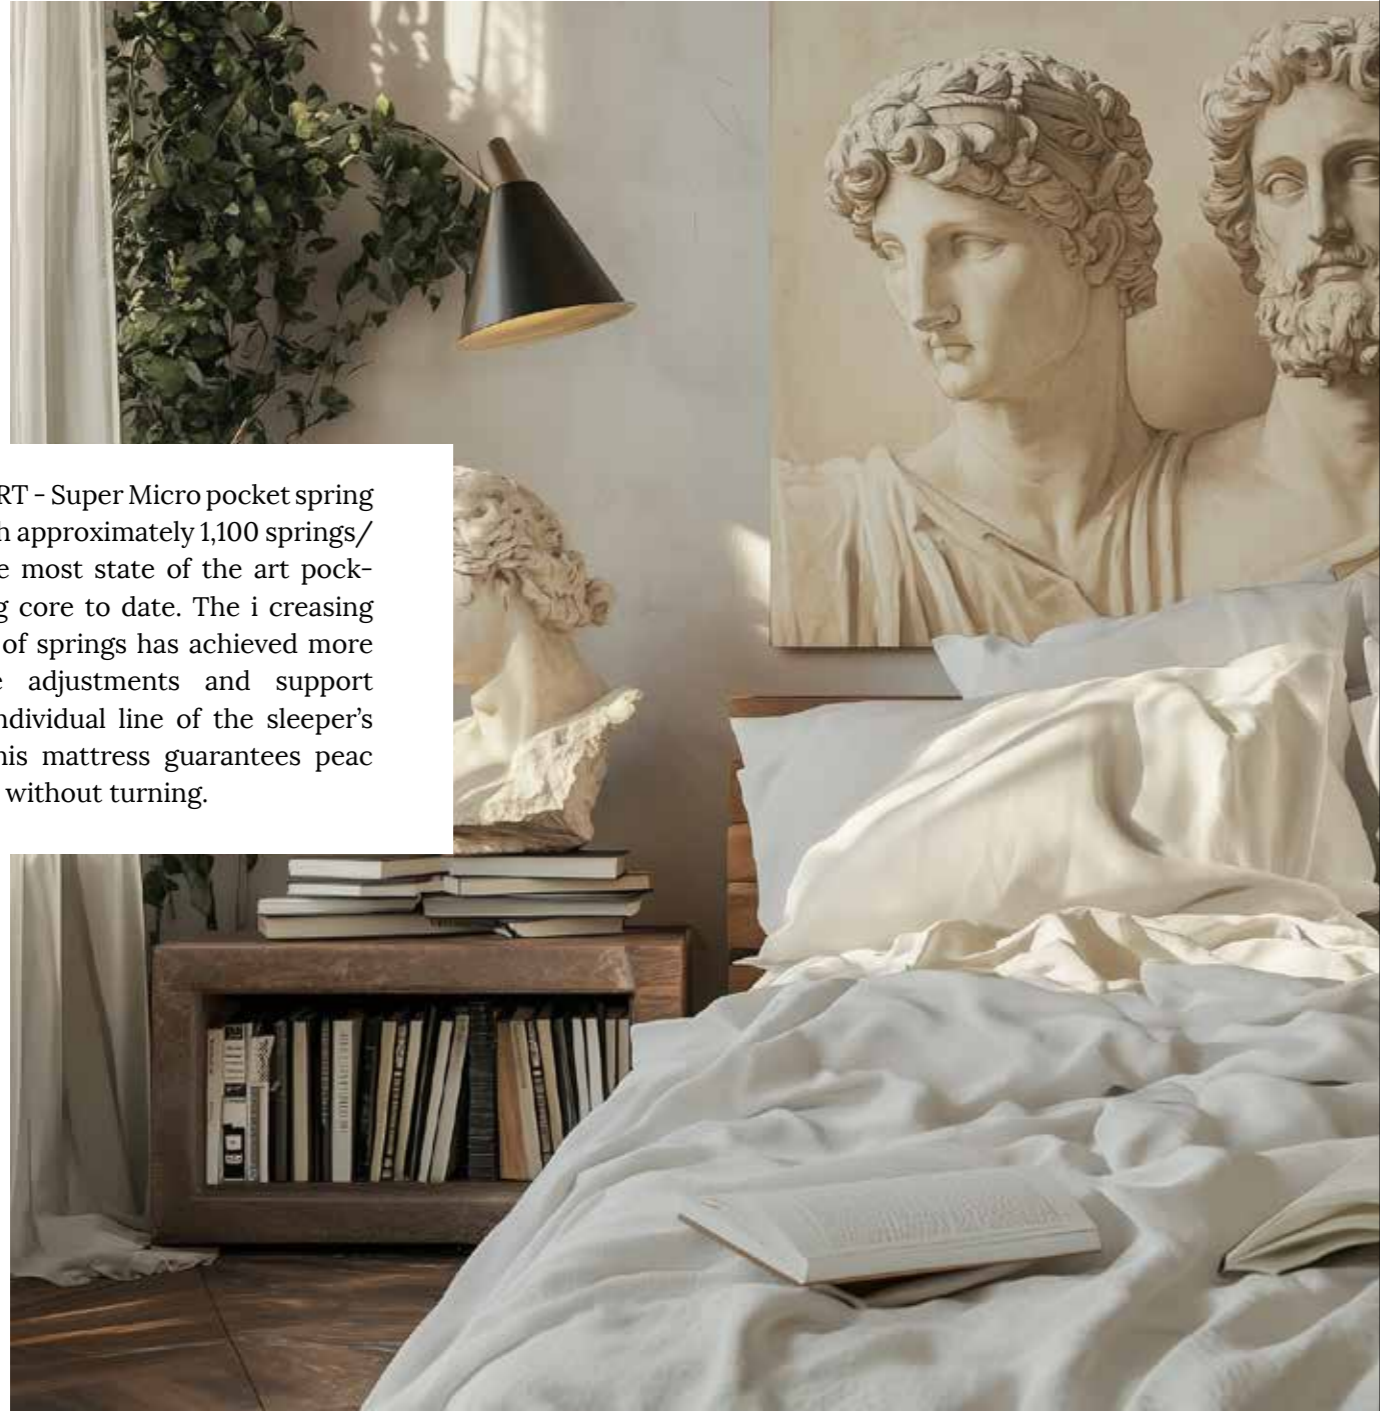 RT - Super Micro pocket spring
h approximately 1,100 springs/
e most state of the art pock-
g core to date. The i creasing
of springs has achieved more
e adjustments and support
ndividual line of the sleeper’s
his mattress guarantees peac
without turning.